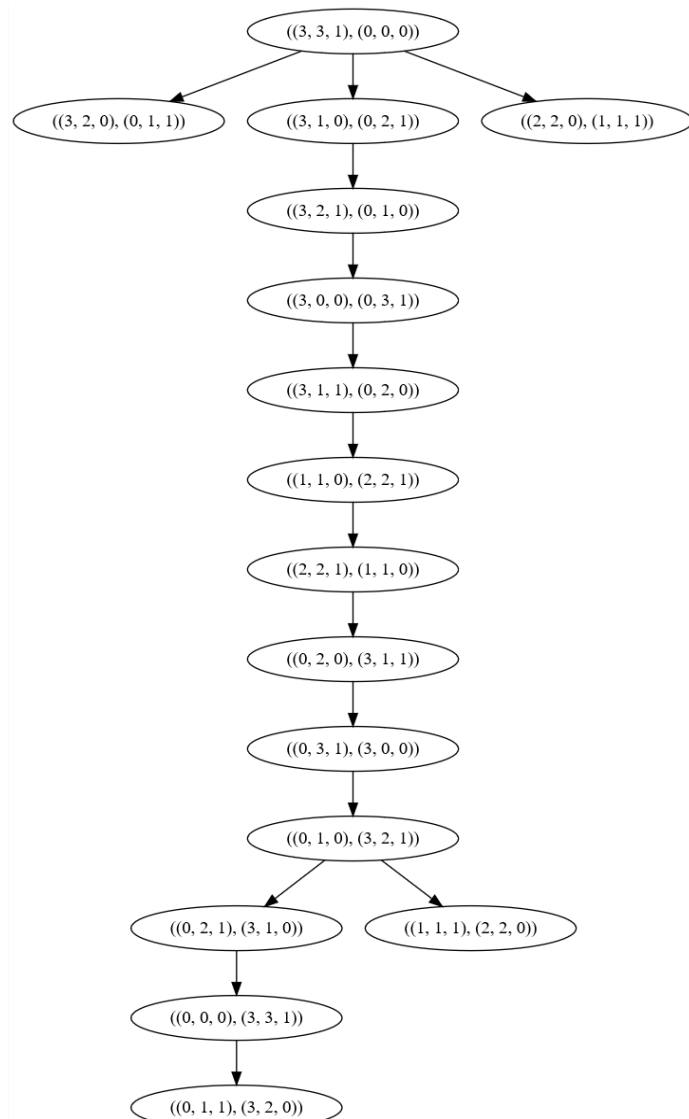 ((3, 3, 1), (0, 0, 0))
((3, 2, 0), (0, 1, 1))
((3, 1, 0), (0, 2, 1))
((2, 2, 0), (1, 1, 1))
((3, 2, 1), (0, 1, 0))
((3, 0, 0), (0, 3, 1))
((3, 1, 1), (0, 2, 0))
((1, 1, 0), (2, 2, 1))
((2, 2, 1), (1, 1, 0))
((0, 2, 0), (3, 1, 1))
((0, 3, 1), (3, 0, 0))
((0, 1, 0), (3, 2, 1))
((0, 2, 1), (3, 1, 0))
((1, 1, 1), (2, 2, 0))
((0, 0, 0), (3, 3, 1))
((0, 1, 1), (3, 2, 0))